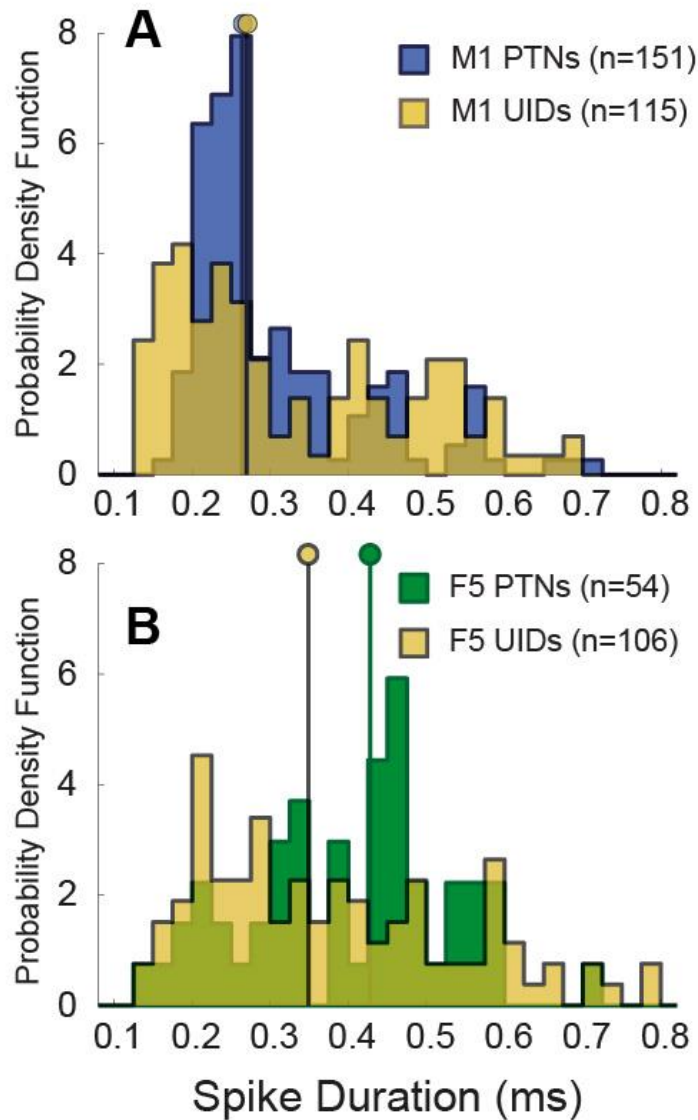 A
M1 PTNs (n=151)
M1 UIDs (n=115)
Probability Density Function
8
6
4
2
0
0.1 0.2 0.3 0.4 0.5 0.6 0.7 0.8
B
F5 PTNs (n=54)
F5 UIDs (n=106)
Probability Density Function
8
6
4
2
0
0.1 0.2 0.3 0.4 0.5 0.6 0.7 0.8
Spike Duration (ms)